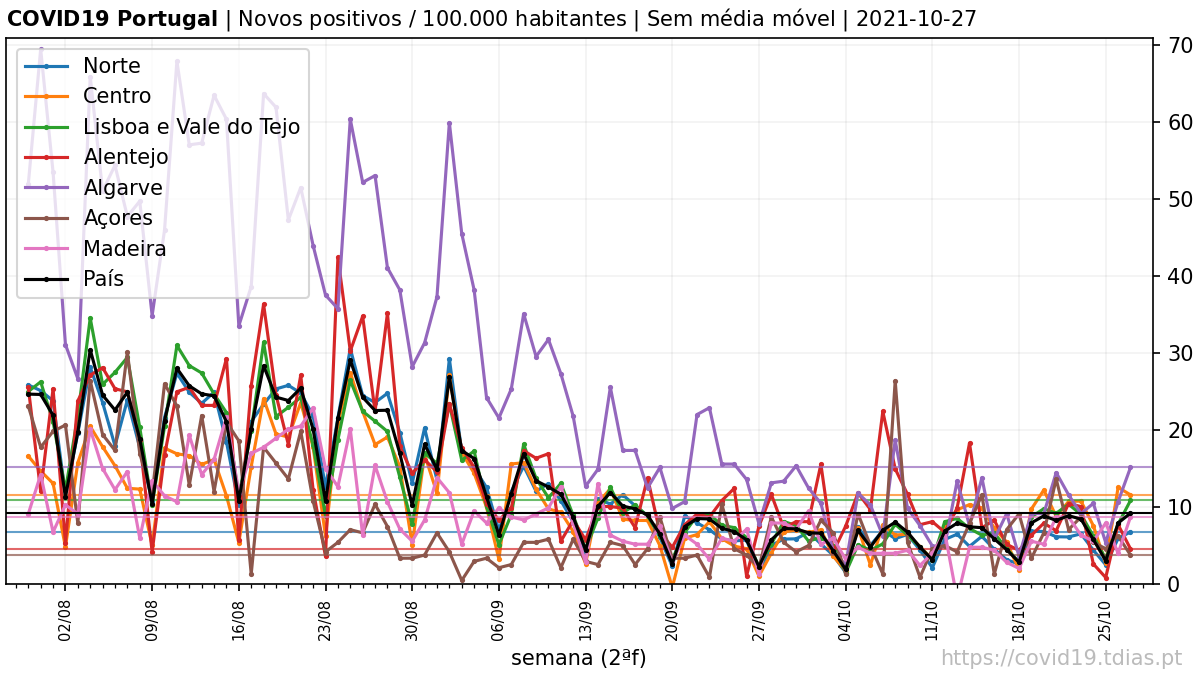 COVID19 Portugal | Novos positivos / 100.000 habitantes | Sem média móvel | 2021-10-27
Norte
Centro
Lisboa e Vale do Tejo
Alentejo
Algarve
Açores
Madeira
País
70
60
50
40
30
20
10
0
02/08
09/08
16/08
23/08
30/08
06/09
13/09
20/09
27/09
04/10
11/10
18/10
25/10
semana (2ªf)
https://covid19.tdias.pt